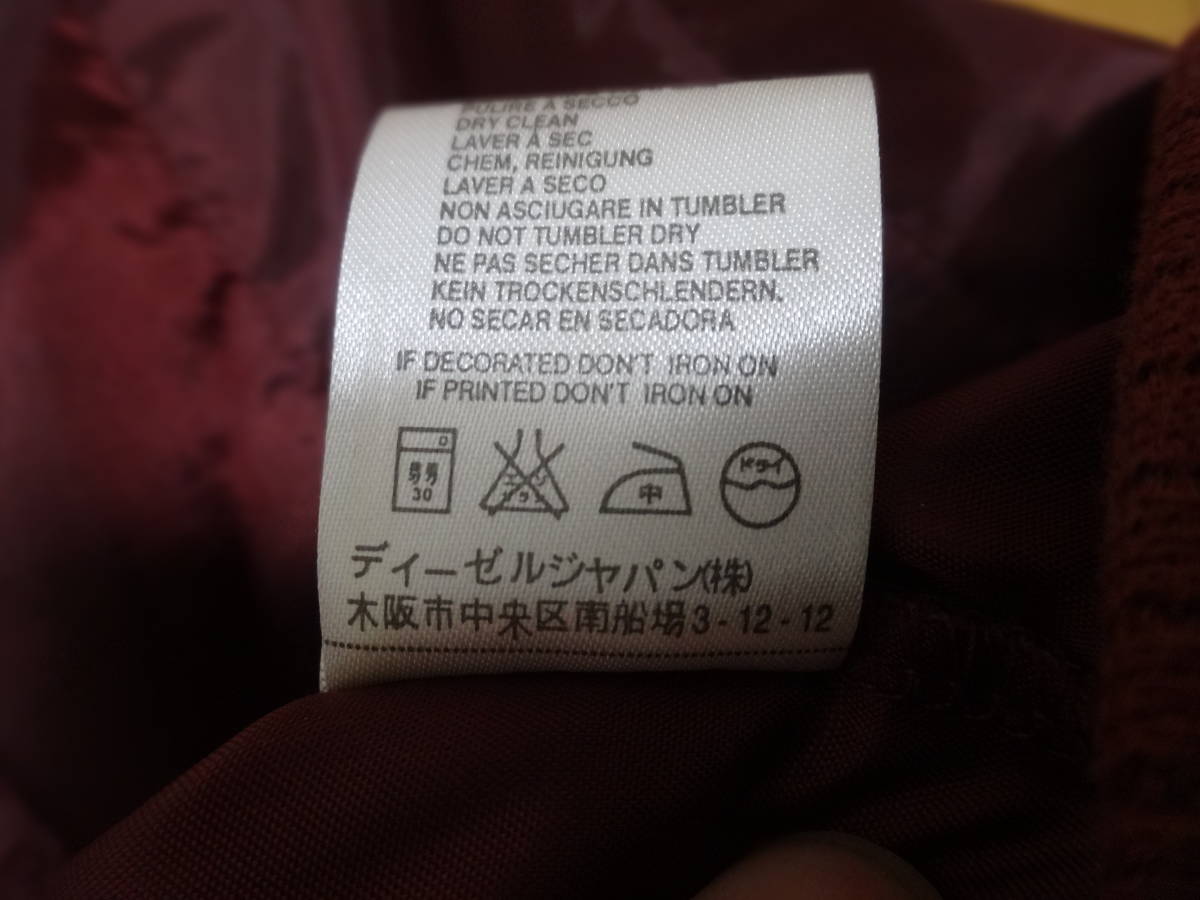 PULIRE A SECCO
DRY CLEAN
LAVER À SEC
CHEM, REINIGUNG
LAVER A SECO
NON ASCIUGARE IN TUMBLER
DO NOT TUMBLER DRY
NE PAS SECHER DANS TUMBLER
KEIN TROCKENSCHLENDERN.
NO SECAR EN SECADORA
IF DECORATED DON'T IRON ON
IF PRINTED DON'T IRON ON
30
中
ドライ
ディーゼルジャパン(株)
木阪市中央区南船場3-12-12